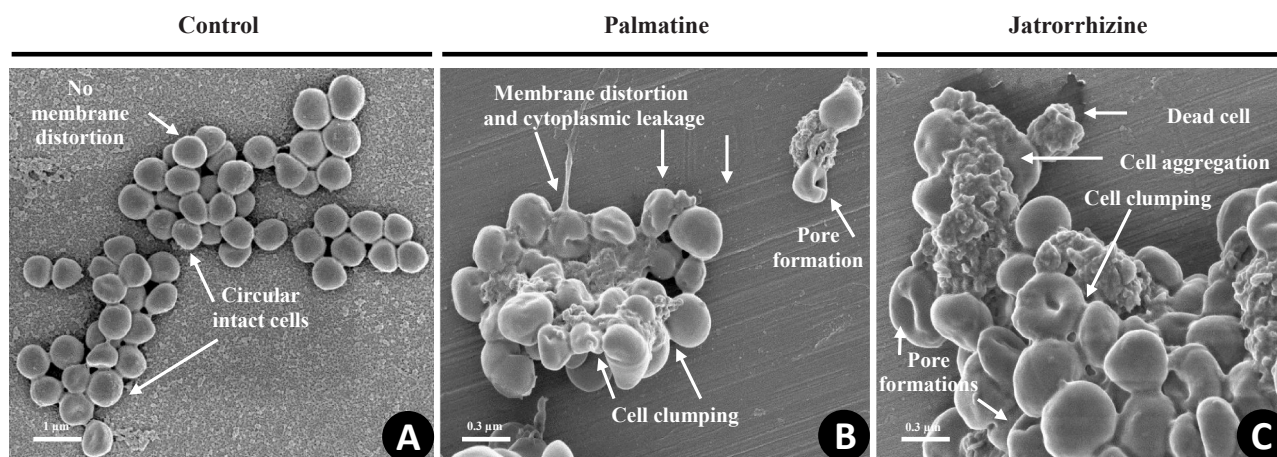 Control
Palmatine
Jatrorrhizine
No
membrane
distortion
Circular
intact cells
1 µm
A
Membrane distortion
and cytoplasmic leakage
Pore
formation
Cell clumping
0.3 µm
B
Dead cell
Cell aggregation
Cell clumping
Pore
formations
0.3 µm
C